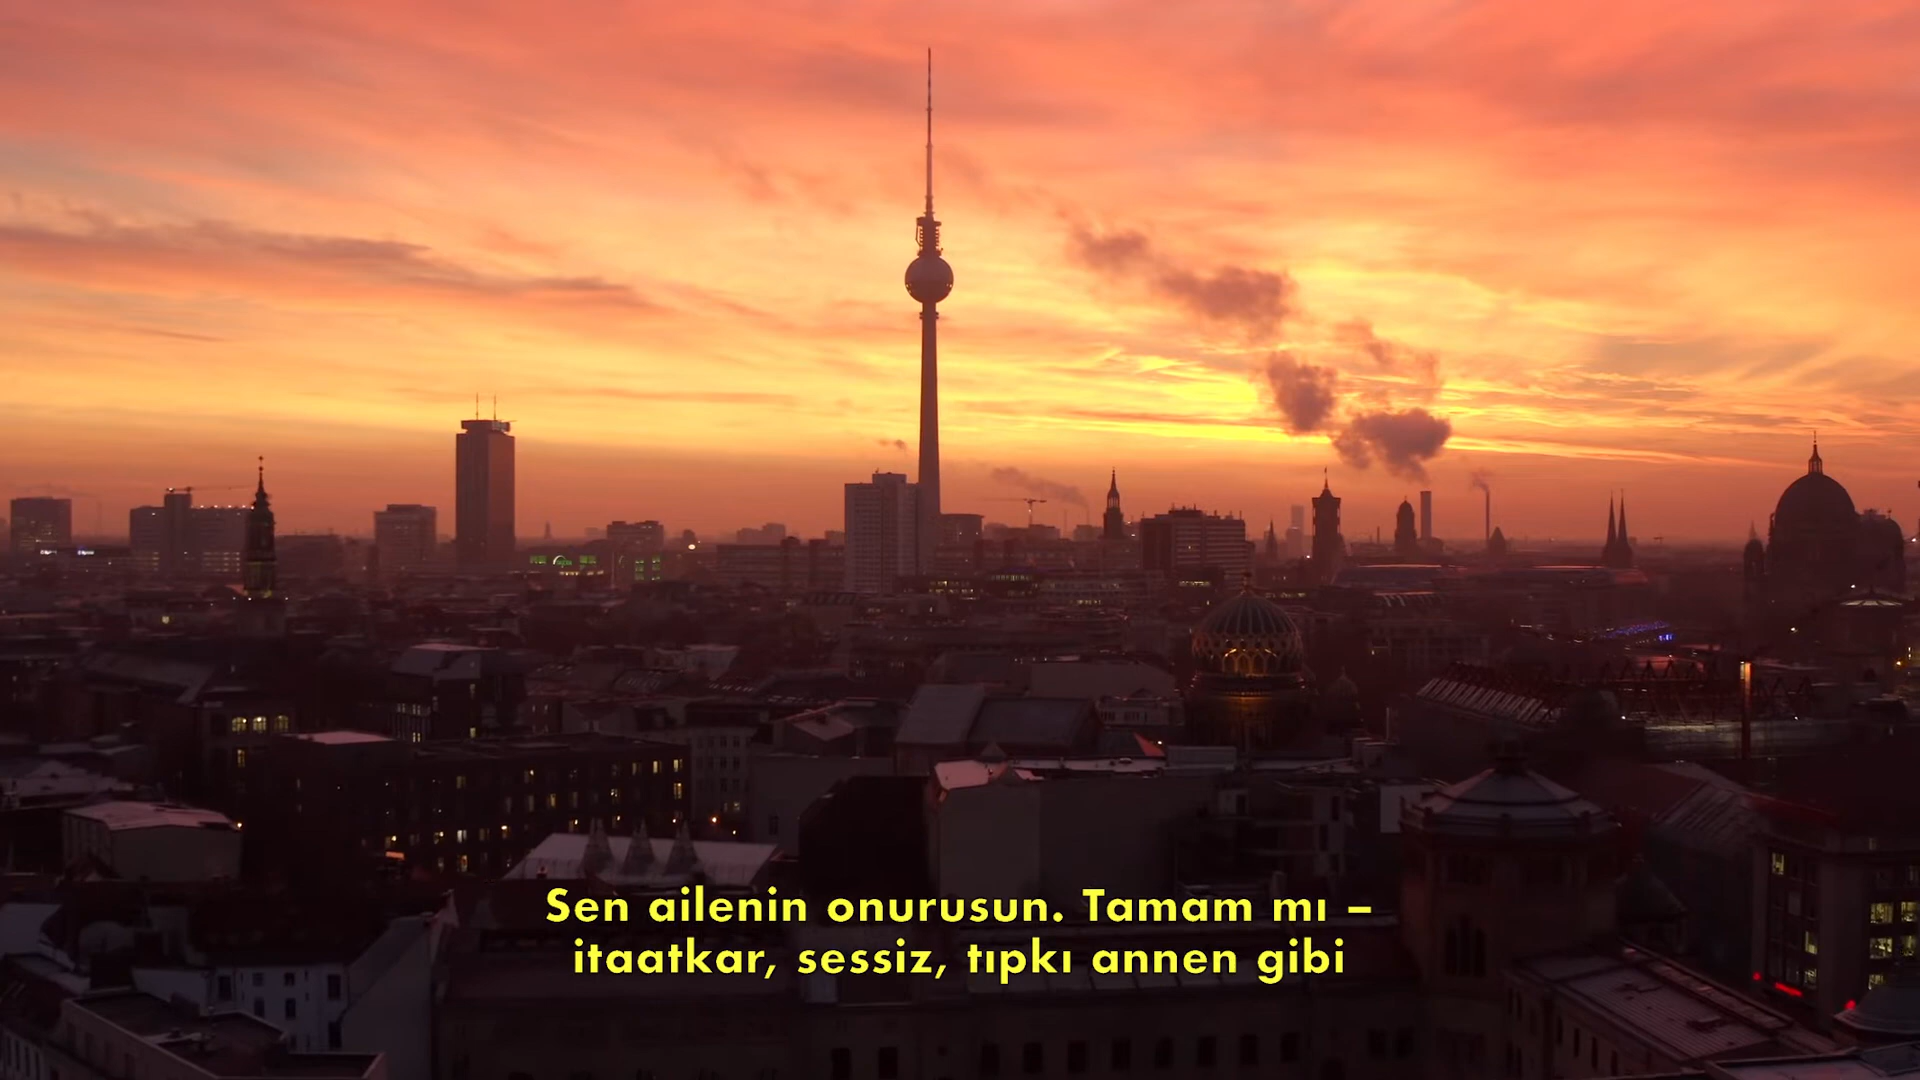 Sen ailenin onurusun. Tamam mı –
itaatkar, sessiz, tıpkı annen gibi